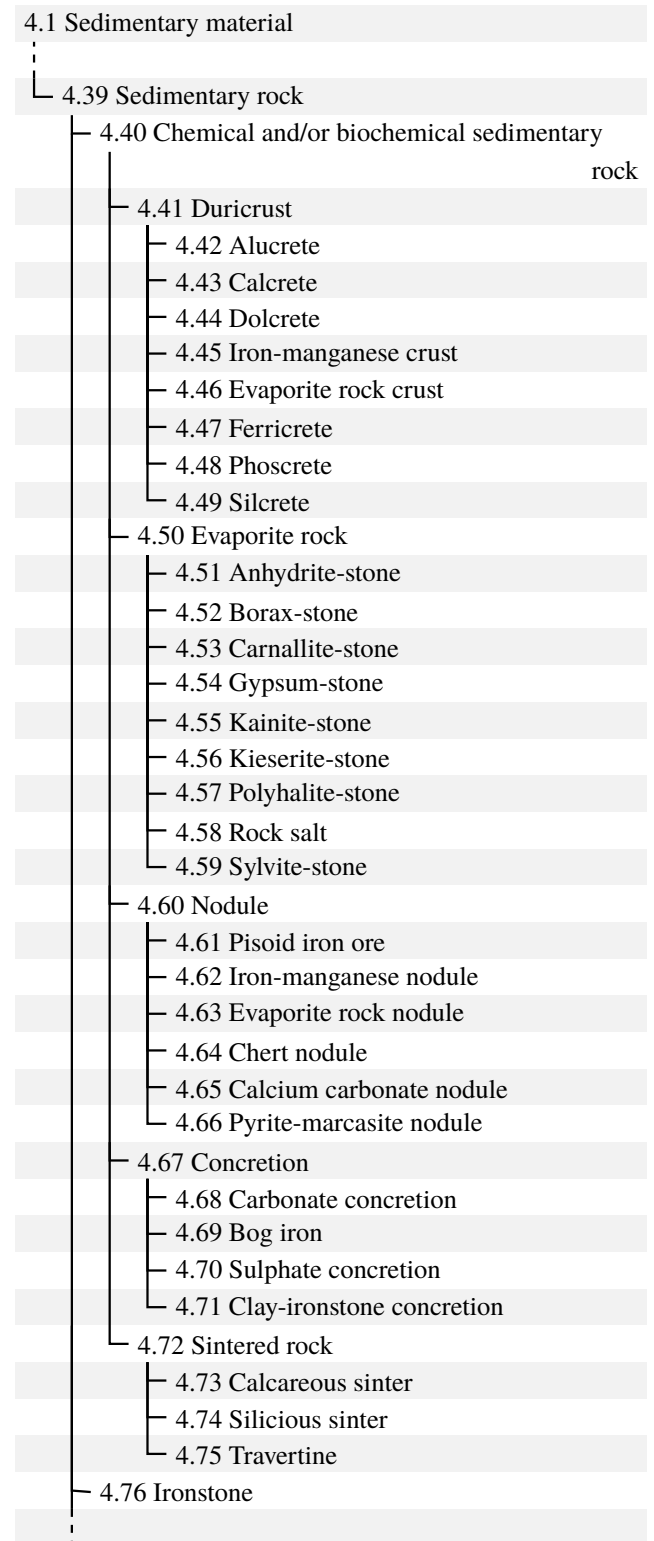 4.1 Sedimentary material
4.39 Sedimentary rock
4.40 Chemical and/or biochemical sedimentary
rock
4.41 Duricrust
4.42 Alucrete
4.43 Calcrete
4.44 Dolcrete
4.45 Iron-manganese crust
4.46 Evaporite rock crust
4.47 Ferricrete
4.48 Phoscrete
4.49 Silcrete
4.50 Evaporite rock
4.51 Anhydrite-stone
4.52 Borax-stone
4.53 Carnallite-stone
4.54 Gypsum-stone
4.55 Kainite-stone
4.56 Kieserite-stone
4.57 Polyhalite-stone
4.58 Rock salt
4.59 Sylvite-stone
4.60 Nodule
4.61 Pisoid iron ore
4.62 Iron-manganese nodule
4.63 Evaporite rock nodule
4.64 Chert nodule
4.65 Calcium carbonate nodule
4.66 Pyrite-marcasite nodule
4.67 Concretion
4.68 Carbonate concretion
4.69 Bog iron
4.70 Sulphate concretion
4.71 Clay-ironstone concretion
4.72 Sintered rock
4.73 Calcareous sinter
4.74 Silicious sinter
4.75 Travertine
4.76 Ironstone